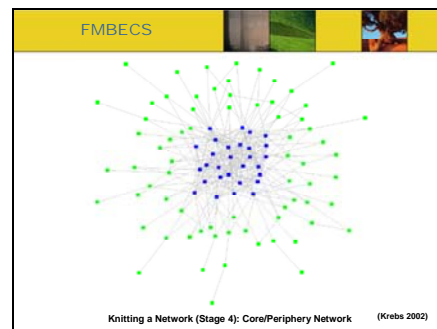 FMBECS
Knitting a Network (Stage 4): Core/Periphery Network (Krebs 2002)